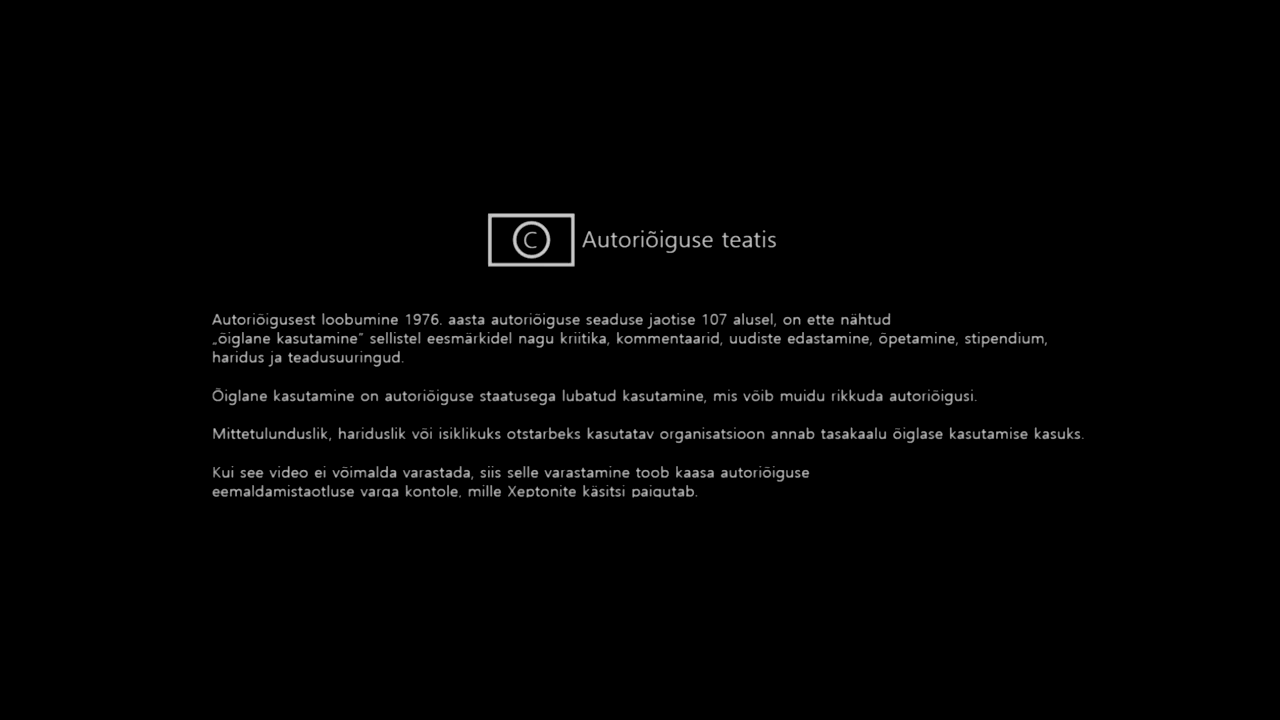 © Autoriõiguse teatis
Autoriõigusest loobumine 1976. aasta autoriõiguse seaduse jaotise 107 alusel, on ette nähtud
„õiglane kasutamine” sellistel eesmärkidel nagu kriitika, kommentaarid, uudiste edastamine, õpetamine, stipendium,
haridus ja teadusuuringud.
Õiglane kasutamine on autoriõiguse staatusega lubatud kasutamine, mis võib muidu rikkuda autoriõigusi.
Mittetulunduslik, hariduslik või isiklikuks otstarbeks kasutatav organisatsioon annab tasakaalu õiglase kasutamise kasuks.
Kui see video ei võimalda varastada, siis selle varastamine toob kaasa autoriõiguse
eemaldamistaotluse varga kontole, mille Xeptonite käsitsi paigutab.